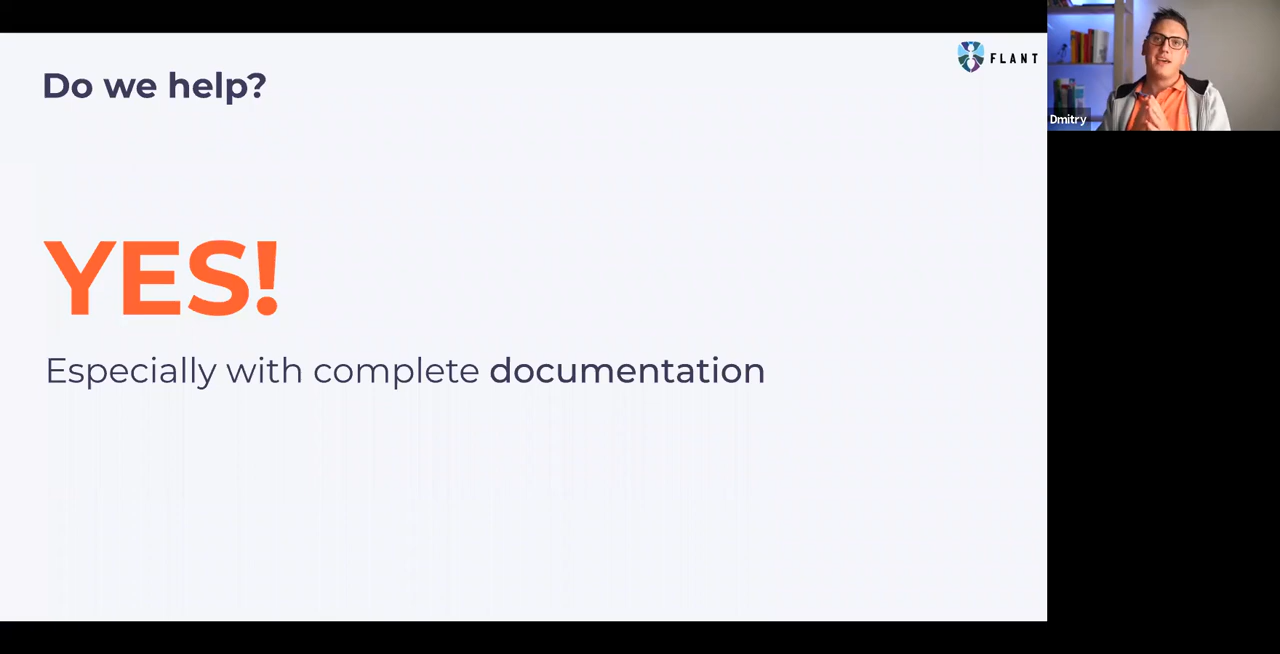 Do we help?
FLANT
Dmitry
YES!
Especially with complete documentation